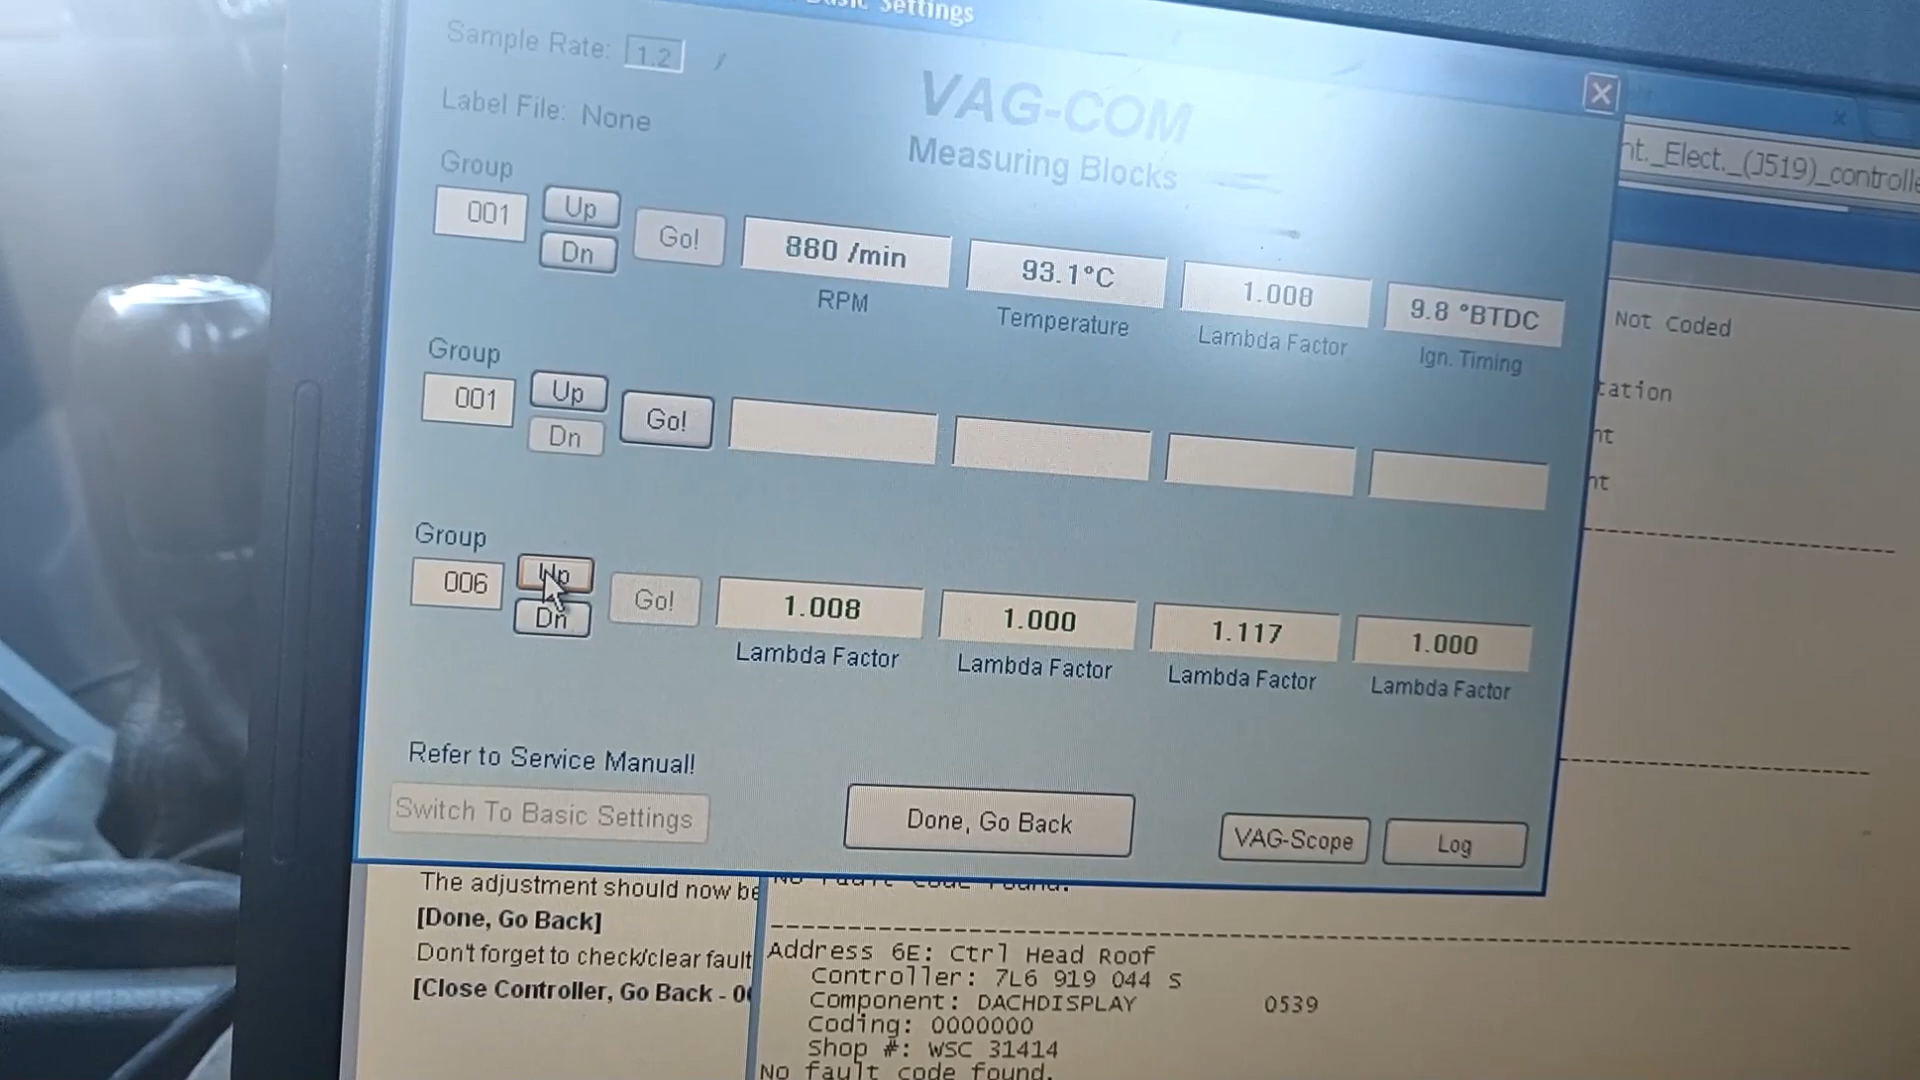 Basic Settings
Sample Rate: 1.2
VAG-COM
Measuring Blocks
Label File: None
Group
001
Up
Dn
Go!
880 /min
93.1°C
1.008
9.8 °BTDC
RPM
Temperature
Lambda Factor
Ign. Timing
Group
001
Up
Dn
Go!
Group
006
Up
Dn
Go!
1.008
1.000
1.117
1.000
Lambda Factor
Lambda Factor
Lambda Factor
Lambda Factor
Refer to Service Manual!
Switch To Basic Settings
Done, Go Back
VAG-Scope
Log
nt._Elect._(J519)_controlle
Not Coded
tation
nt
nt
The adjustment should now be
[Done, Go Back]
Don't forget to check/clear fault
[Close Controller, Go Back - 0
No fault code found.
Address 6E: Ctrl Head Roof
Controller: 7L6 919 044 S
Component: DACHDISPLAY 0539
Coding: 0000000
Shop #: WSC 31414
No fault code found.